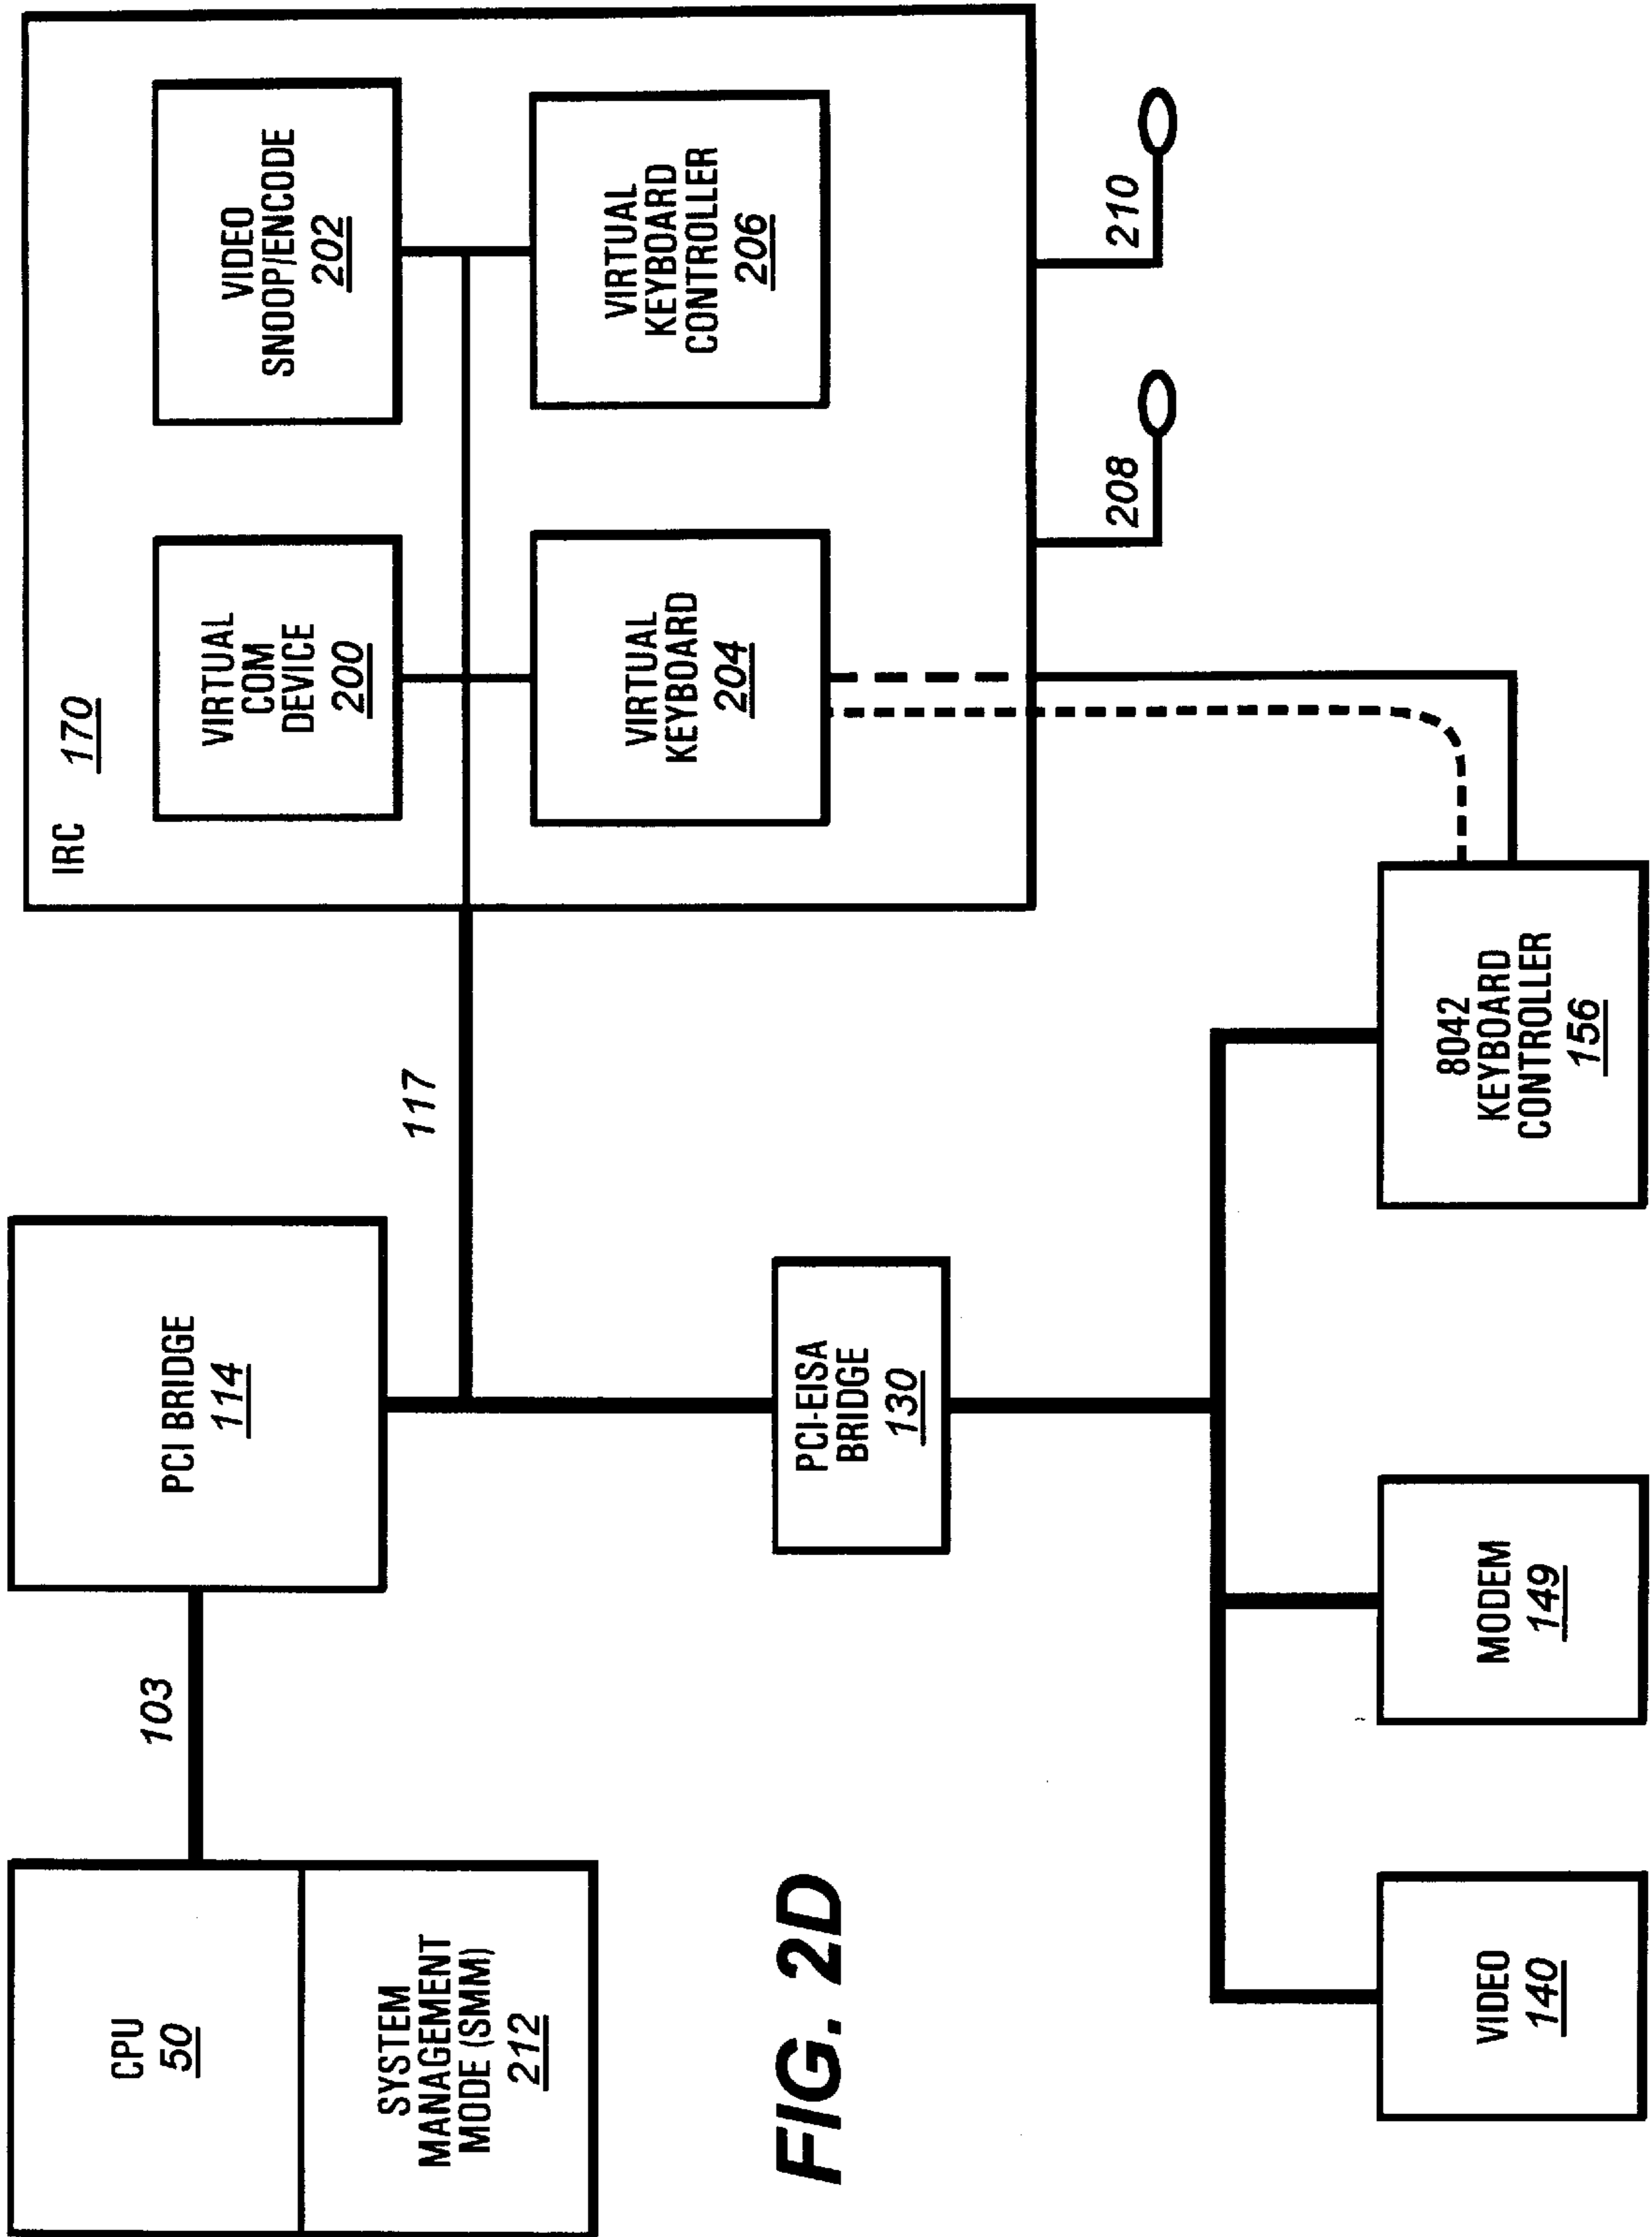 CPU
50
SYSTEM
MANAGEMENT
MODE (SMM)
212
103
PCI BRIDGE
114
117
IRC
170
VIRTUAL
COM
DEVICE
200
VIDEO
SNOOP/ENCODE
202
VIRTUAL
KEYBOARD
204
VIRTUAL
KEYBOARD
CONTROLLER
206
208
210
PCI-EISA
BRIDGE
130
VIDEO
140
MODEM
149
8042
KEYBOARD
CONTROLLER
156
FIG. 2D